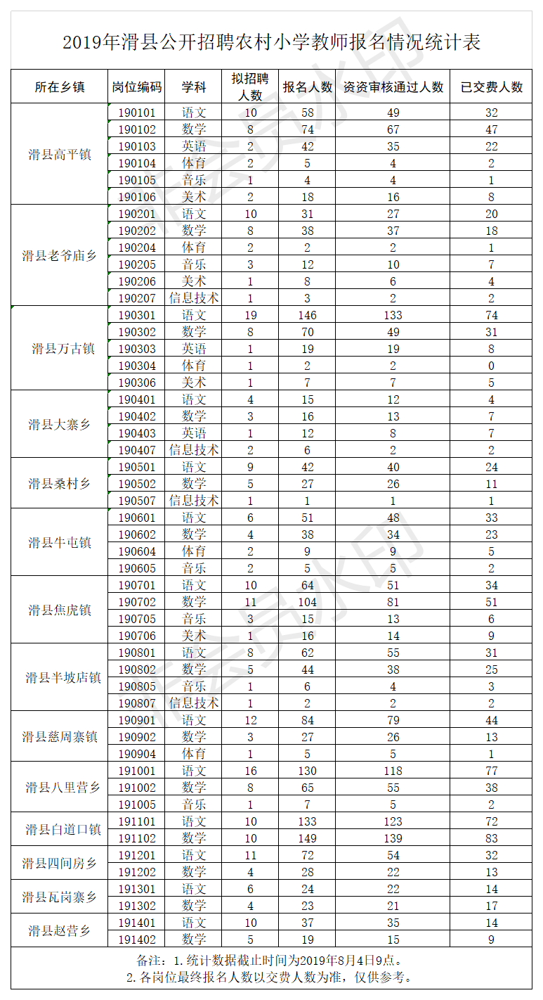 2019年滑县公开招聘农村小学教师报名情况统计表
所在乡镇 岗位编码 学科 拟招聘人数 报名人数 资资审核通过人数 已交费人数
滑县高平镇 190101 语文 10 58 49 32
190102 数学 8 74 67 47
190103 英语 2 42 35 22
190104 体育 2 5 4 2
190105 音乐 1 4 4 1
190106 美术 2 18 16 8
滑县老爷庙乡 190201 语文 10 31 27 20
190202 数学 8 38 37 18
190204 体育 2 2 2 1
190205 音乐 3 12 10 7
190206 美术 1 8 6 4
190207 信息技术 1 3 2 2
滑县万古镇 190301 语文 19 146 133 74
190302 数学 8 70 49 31
190303 英语 1 19 19 8
190304 体育 1 2 2 0
190306 美术 1 7 7 5
滑县大寨乡 190401 语文 4 15 12 4
190402 数学 3 16 13 7
190403 英语 1 12 8 7
190407 信息技术 2 6 2 2
滑县桑村乡 190501 语文 9 42 40 24
190502 数学 5 27 26 11
190507 信息技术 1 1 1 1
滑县牛屯镇 190601 语文 6 51 48 33
190602 数学 4 38 34 23
190604 体育 2 9 9 5
190605 音乐 2 5 5 2
滑县焦虎镇 190701 语文 10 64 51 34
190702 数学 11 104 81 51
190705 音乐 3 15 13 6
190706 美术 1 16 14 9
滑县半坡店镇 190801 语文 8 62 55 31
190802 数学 5 44 38 25
190805 音乐 1 6 4 3
190807 信息技术 1 2 2 2
滑县慈周寨镇 190901 语文 12 84 79 44
190902 数学 3 27 26 13
190904 体育 1 5 5 1
滑县八里营乡 191001 语文 16 130 118 77
191002 数学 8 65 55 38
191005 音乐 1 7 5 2
滑县白道口镇 191101 语文 10 133 123 72
191102 数学 10 149 139 83
滑县四间房乡 191201 语文 11 72 54 32
191202 数学 4 28 22 13
滑县瓦岗寨乡 191301 语文 6 24 22 14
191302 数学 4 23 21 17
滑县赵营乡 191401 语文 10 37 35 14
191402 数学 5 19 15 9
备注：1.统计数据截止时间为2019年8月4日9点。
2.各岗位最终报名人数以交费人数为准，仅供参考。
非会员水印
非会员水印